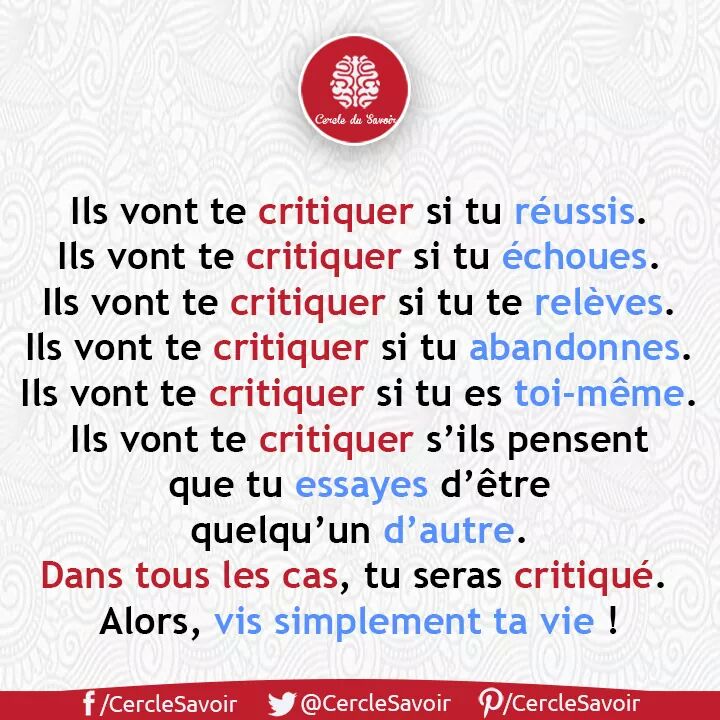 Cercle du Savoir
Ils vont te critiquer si tu réussis.
Ils vont te critiquer si tu échoues.
Ils vont te critiquer si tu te relèves.
Ils vont te critiquer si tu abandonnes.
Ils vont te critiquer si tu es toi-même.
Ils vont te critiquer s’ils pensent
que tu essayes d’être
quelqu’un d’autre.
Dans tous les cas, tu seras critiqué.
Alors, vis simplement ta vie !
f/CercleSavoir @CercleSavoir P/CercleSavoir